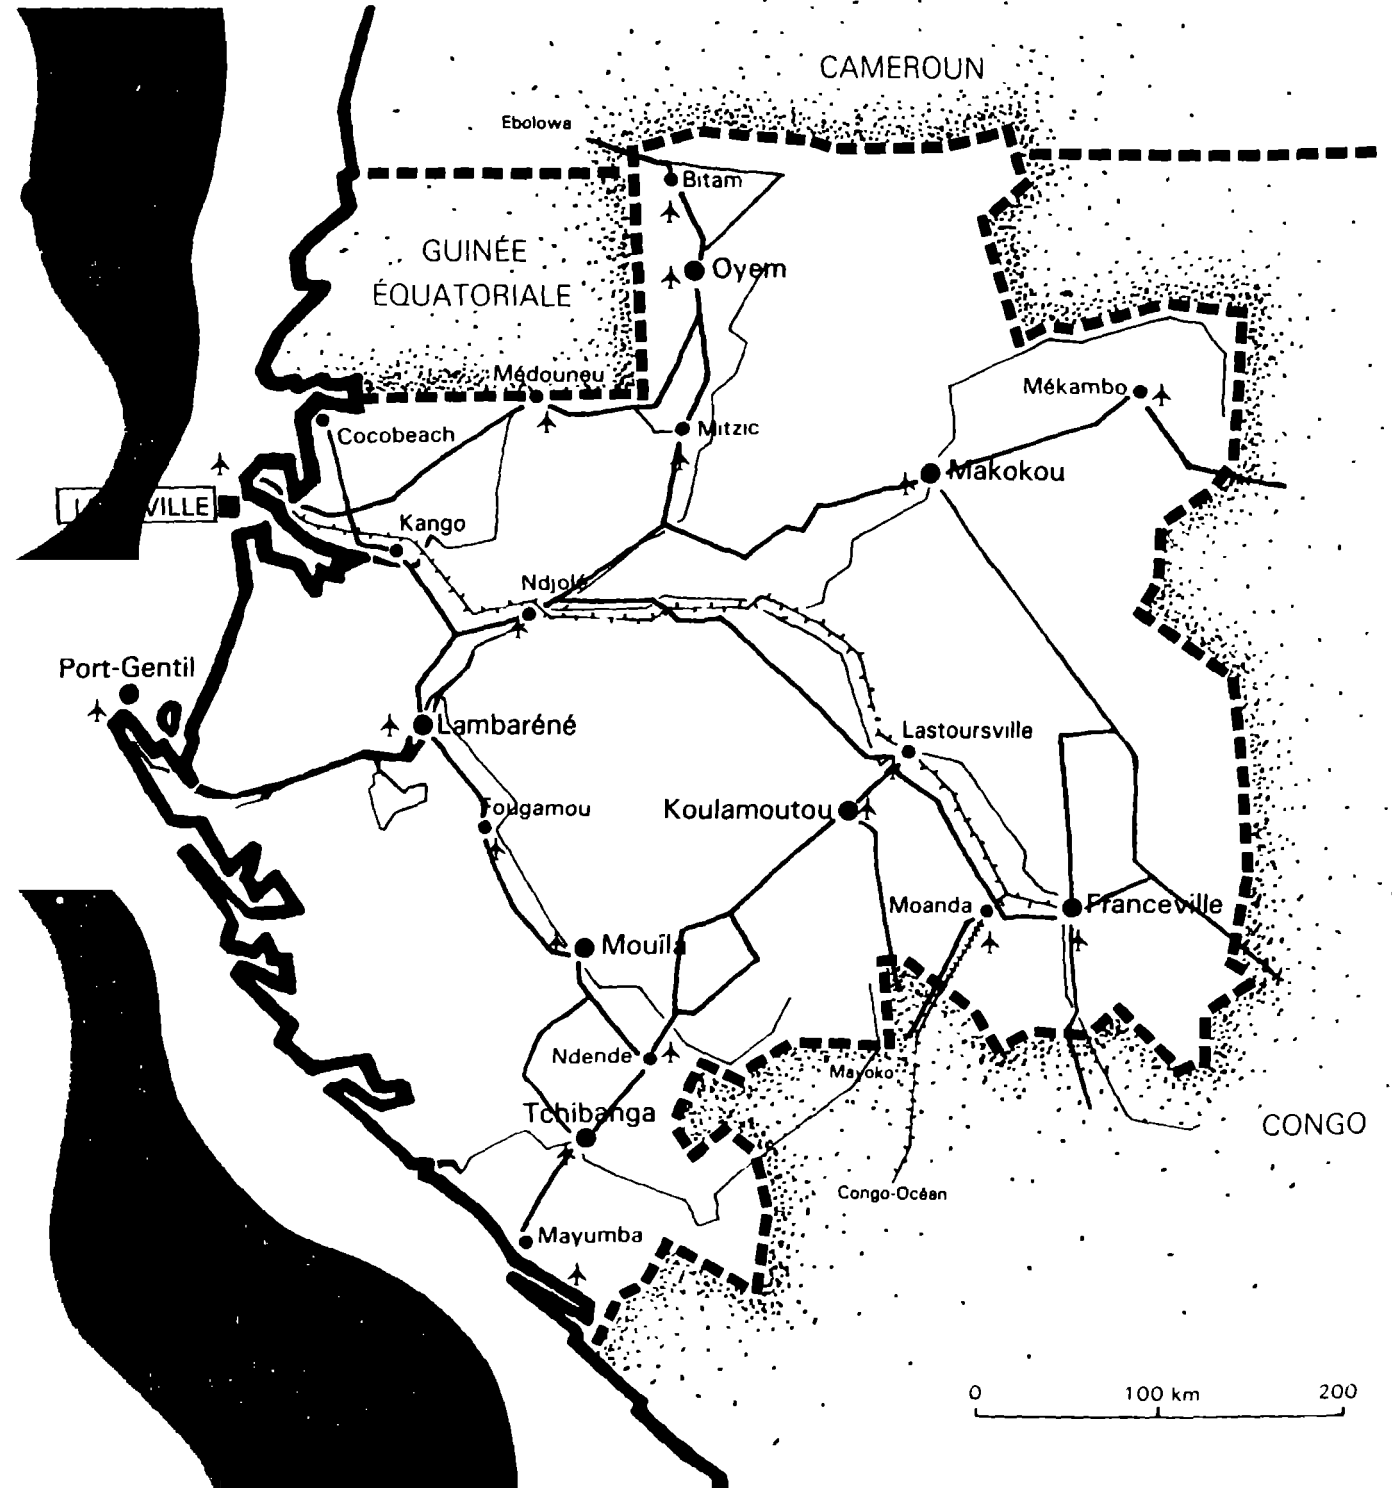 CAMEROUN
Ebolowa
Bitam
GUINÉE
ÉQUATORIALE
Oyem
Médouneu
Mékambo
Cocobeach
Mitzic
Makokou
VILLE
Kango
Ndjolé
Port-Gentil
Lambaréné
Lastoursville
Fougamou
Koulamoutou
Moanda
Franceville
Mouila
Ndende
Mayoko
Tchibanga
CONGO
Congo-Océan
Mayumba
0 100 km 200